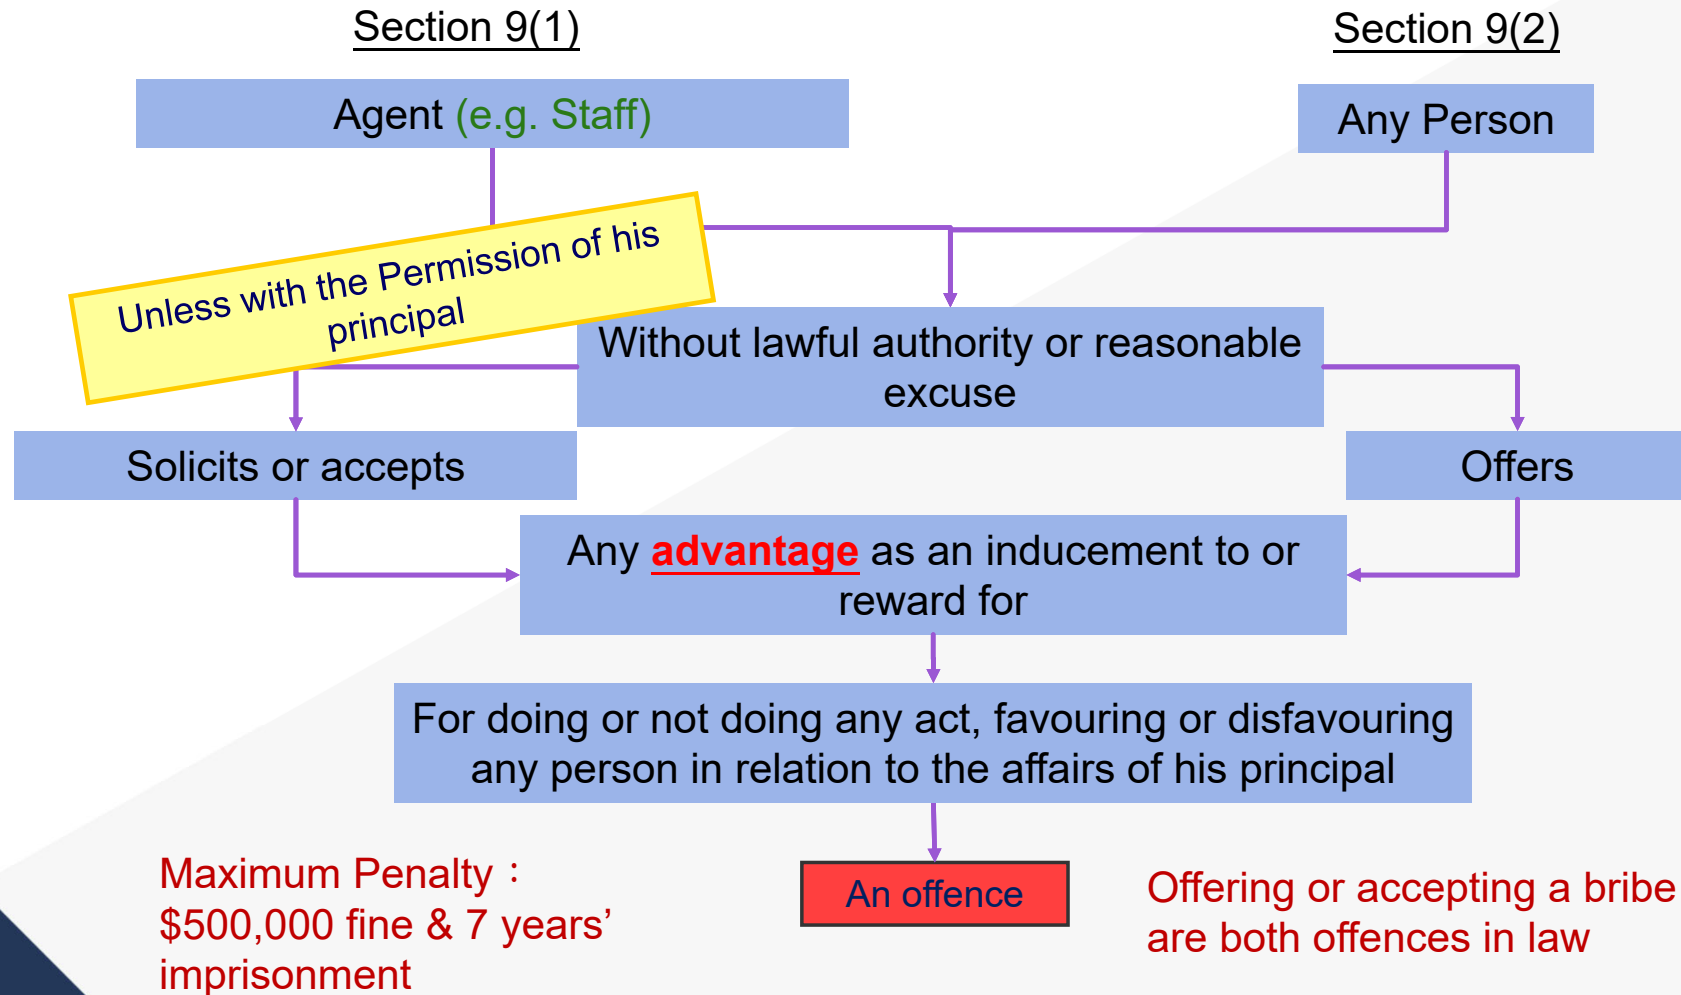 Section 9(1)
Section 9(2)
Agent (e.g. Staff)
Any Person
Unless with the Permission of his
principal
Without lawful authority or reasonable
excuse
Solicits or accepts
Offers
Any advantage as an inducement to or
reward for
For doing or not doing any act, favouring or disfavouring
any person in relation to the affairs of his principal
An offence
Maximum Penalty：
$500,000 fine & 7 years’
imprisonment
Offering or accepting a bribe
are both offences in law